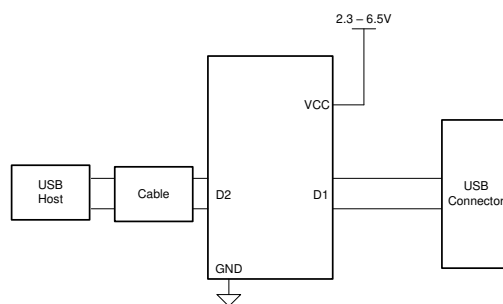 2.3 – 6.5V
VCC
USB
Host
Cable
D2
D1
USB
Connector
GND